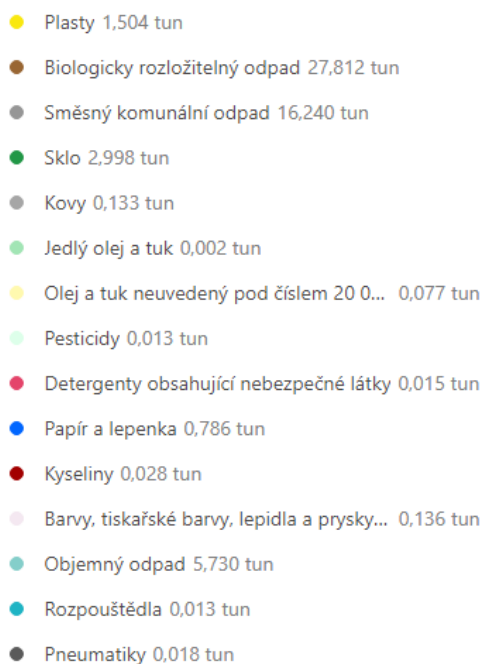 Plasty 1,504 tun
Biologicky rozložitelný odpad 27,812 tun
Směsný komunální odpad 16,240 tun
Sklo 2,998 tun
Kovy 0,133 tun
Jedlý olej a tuk 0,002 tun
Olej a tuk neuvedený pod číslem 20 0... 0,077 tun
Pesticidy 0,013 tun
Detergenty obsahující nebezpečné látky 0,015 tun
Papír a lepenka 0,786 tun
Kyseliny 0,028 tun
Barvy, tiskařské barvy, lepidla a prysky... 0,136 tun
Objemný odpad 5,730 tun
Rozpouštědla 0,013 tun
Pneumatiky 0,018 tun